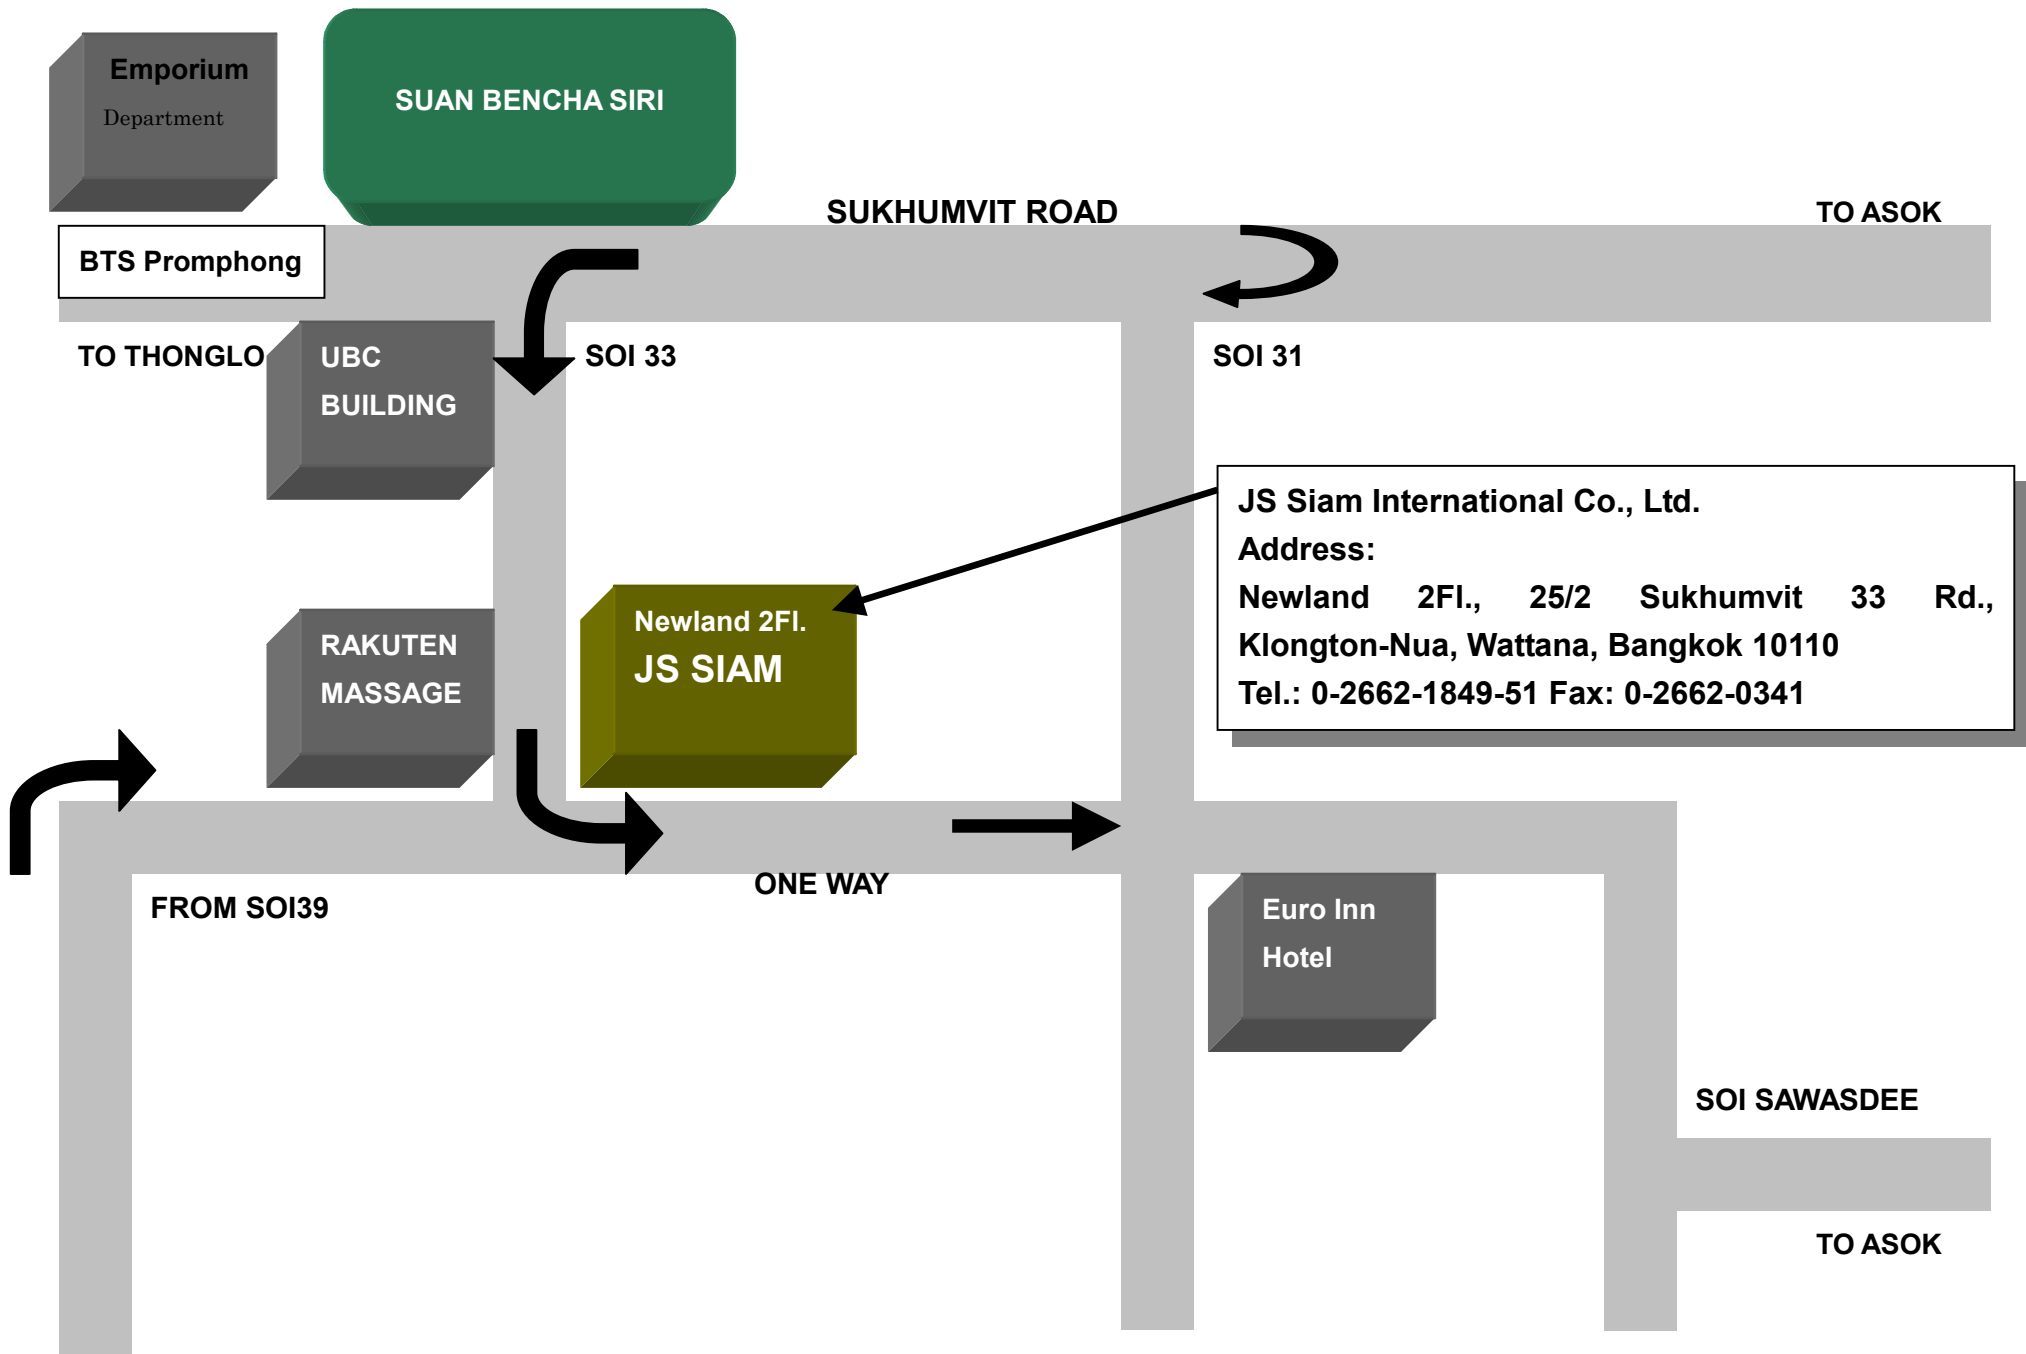 Emporium
Department
SUAN BENCHA SIRI
SUKHUMVIT ROAD
TO ASOK
BTS Promphong
TO THONGLO
UBC
BUILDING
SOI 33
SOI 31
JS Siam International Co., Ltd.
Address:
Newland 2Fl., 25/2 Sukhumvit 33 Rd.,
Klongton-Nua, Wattana, Bangkok 10110
Tel.: 0-2662-1849-51 Fax: 0-2662-0341
RAKUTEN
MASSAGE
Newland 2Fl.
JS SIAM
FROM SOI39
ONE WAY
Euro Inn
Hotel
SOI SAWASDEE
TO ASOK